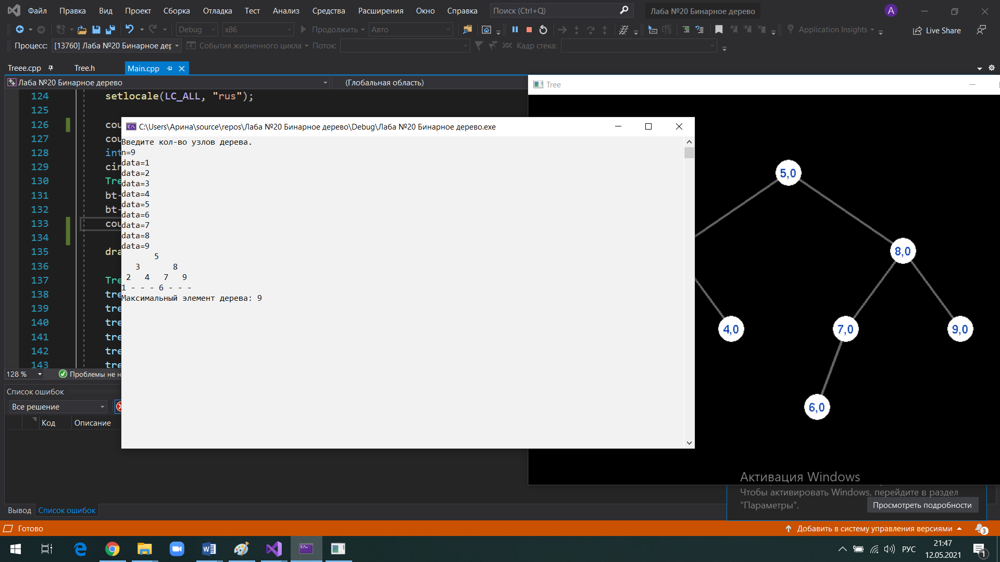 Файл Правка Вид Проект Сборка Отладка Тест Анализ Средства Расширения Окно Справка Поиск (Ctrl+Q) Лаба №20 Бинарное дерево A
Debug x86 Продолжить Авто Application Insights Live Share
Процесс: [13760] Лаба №20 Бинарное дер События жизненного цикла Поток: Кадр стека:
Treee.cpp Tree.h Main.cpp
Лаба №20 Бинарное дерево (Глобальная область)
Tree
124 setlocale(LC_ALL, "rus");
125
126 cou
127 cou
128 int
129 cin
130 Tre
131 bt-
132 bt-
133 cou
134
135 dra
136
137 Tre
138 tre
139 tre
140 tre
141 tre
142 tre
143 tre
C:\Users\Арина\source\repos\Лаба №20 Бинарное дерево\Debug\Лаба №20 Бинарное дерево.exe
Введите кол-во узлов дерева.
n=9
data=1
data=2
data=3
data=4
data=5
data=6
data=7
data=8
data=9
5
3 8
2 4 7 9
1 - - - 6 - - -
Максимальный элемент дерева: 9
5,0
8,0
4,0 7,0 9,0
6,0
128 % Проблемы не н
Список ошибок
Все решение
Код Описание
Активация Windows
Чтобы активировать Windows, перейдите в раздел
"Параметры".
Просмотреть подробности
Вывод Список ошибок
Готово Добавить в систему управления версиями 3
РУС 21:47
12.05.2021 1